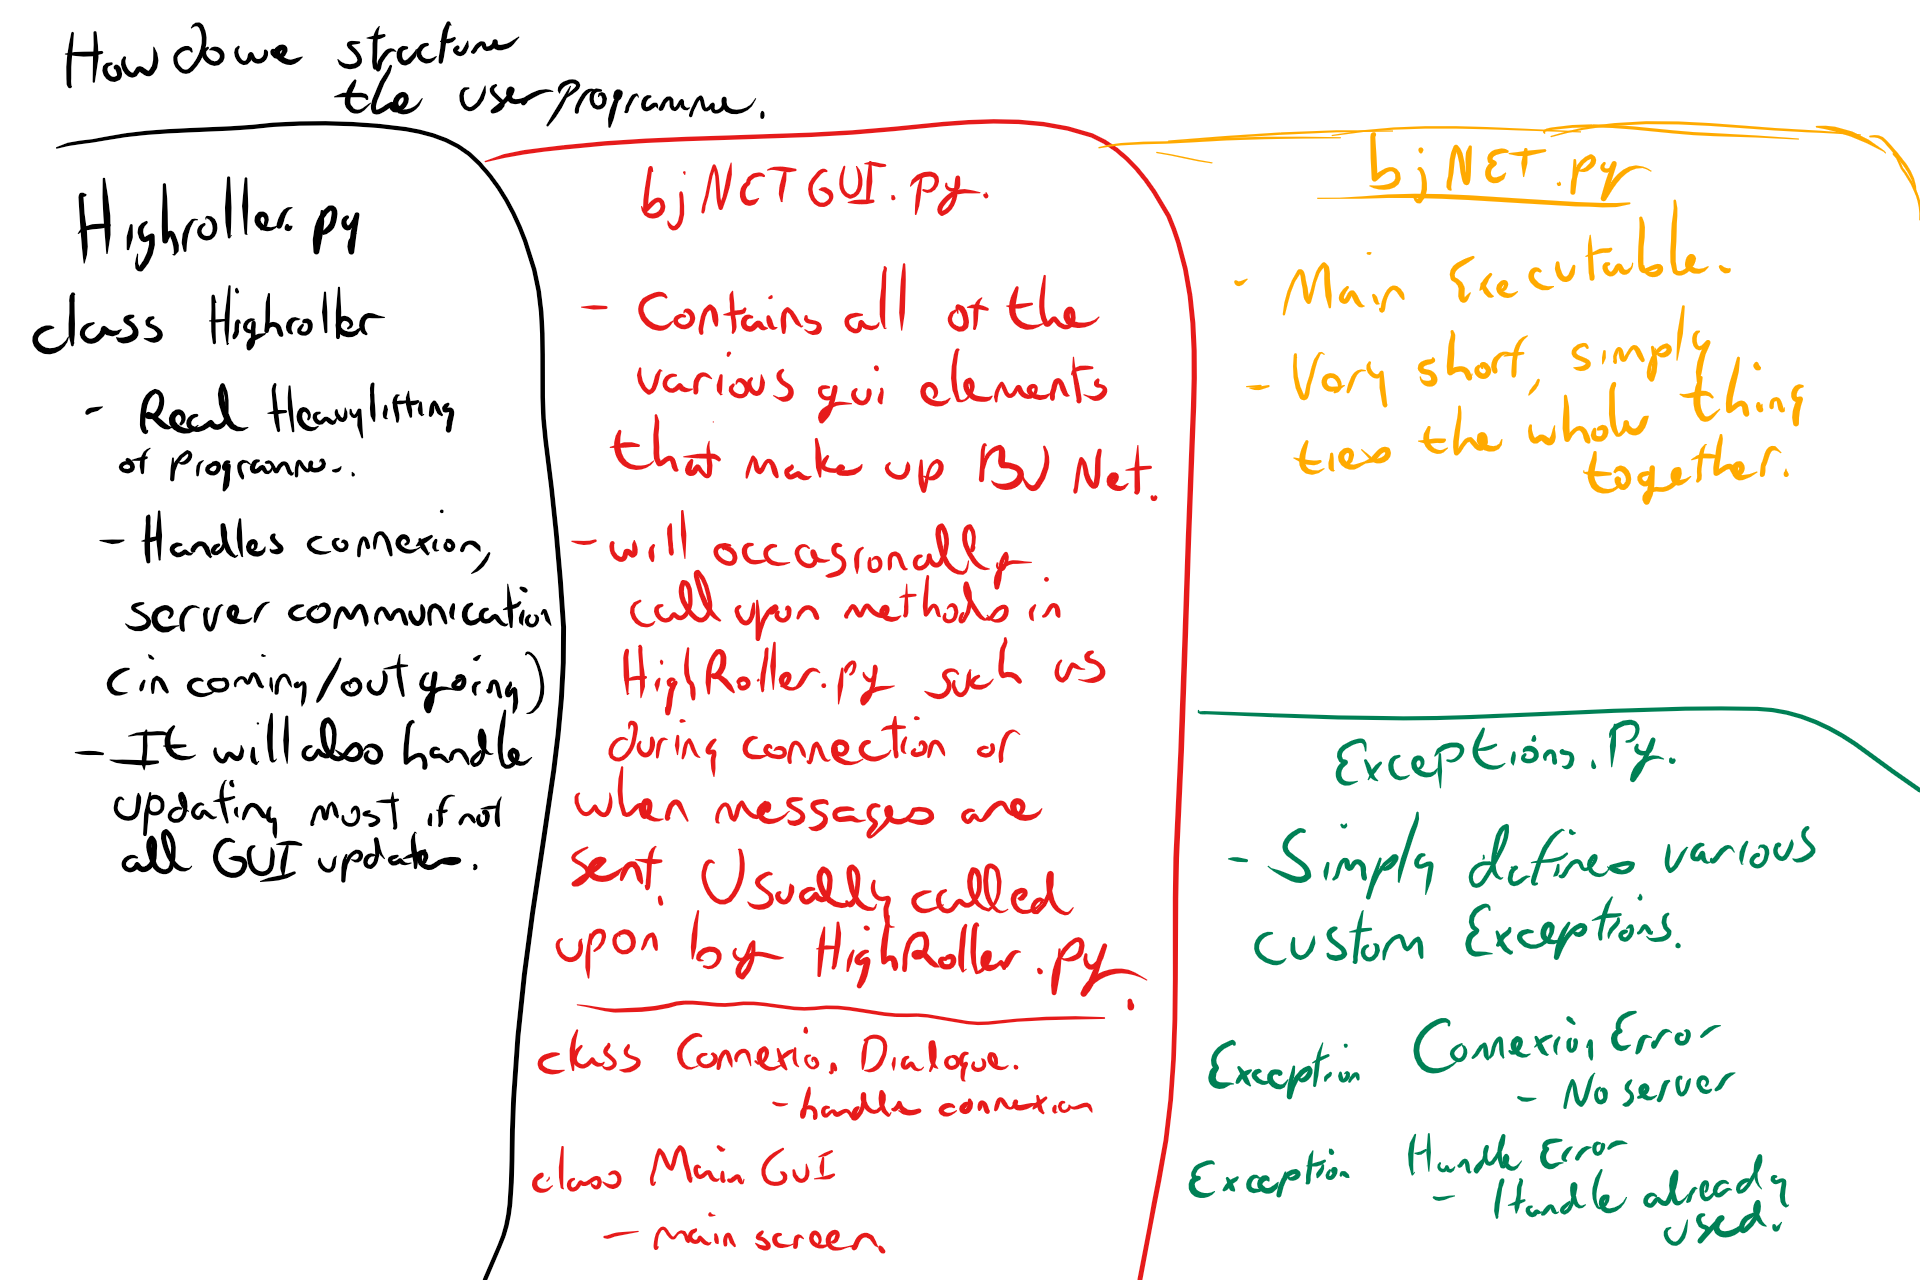 How do we structure
the user programme.
Highroller.py
class Highroller
- Real Heavylifting
of Programme.
- Handles connexion,
server communication
(incoming/outgoing)
- It will also handle
updating most if not
all GUI updates.
bjNETGUI.py.
- Contains all of the
various gui elements
that make up BJ Net.
- will occasionally
call upon methods in
HighRoller.py such as
during connection or
when messages are
sent. Usually called
upon by HighRoller.py.
class Connexion Dialogue.
- handle connexion
class Main GUI
- main screen.
bjNET.py
- Main Executable.
- Very short, simply
ties the whole thing
together.
Exceptions.Py.
- Simply defines various
custom Exceptions.
Exception Connexion Error
- No server
Exception Handle Error
- Handle already
used.